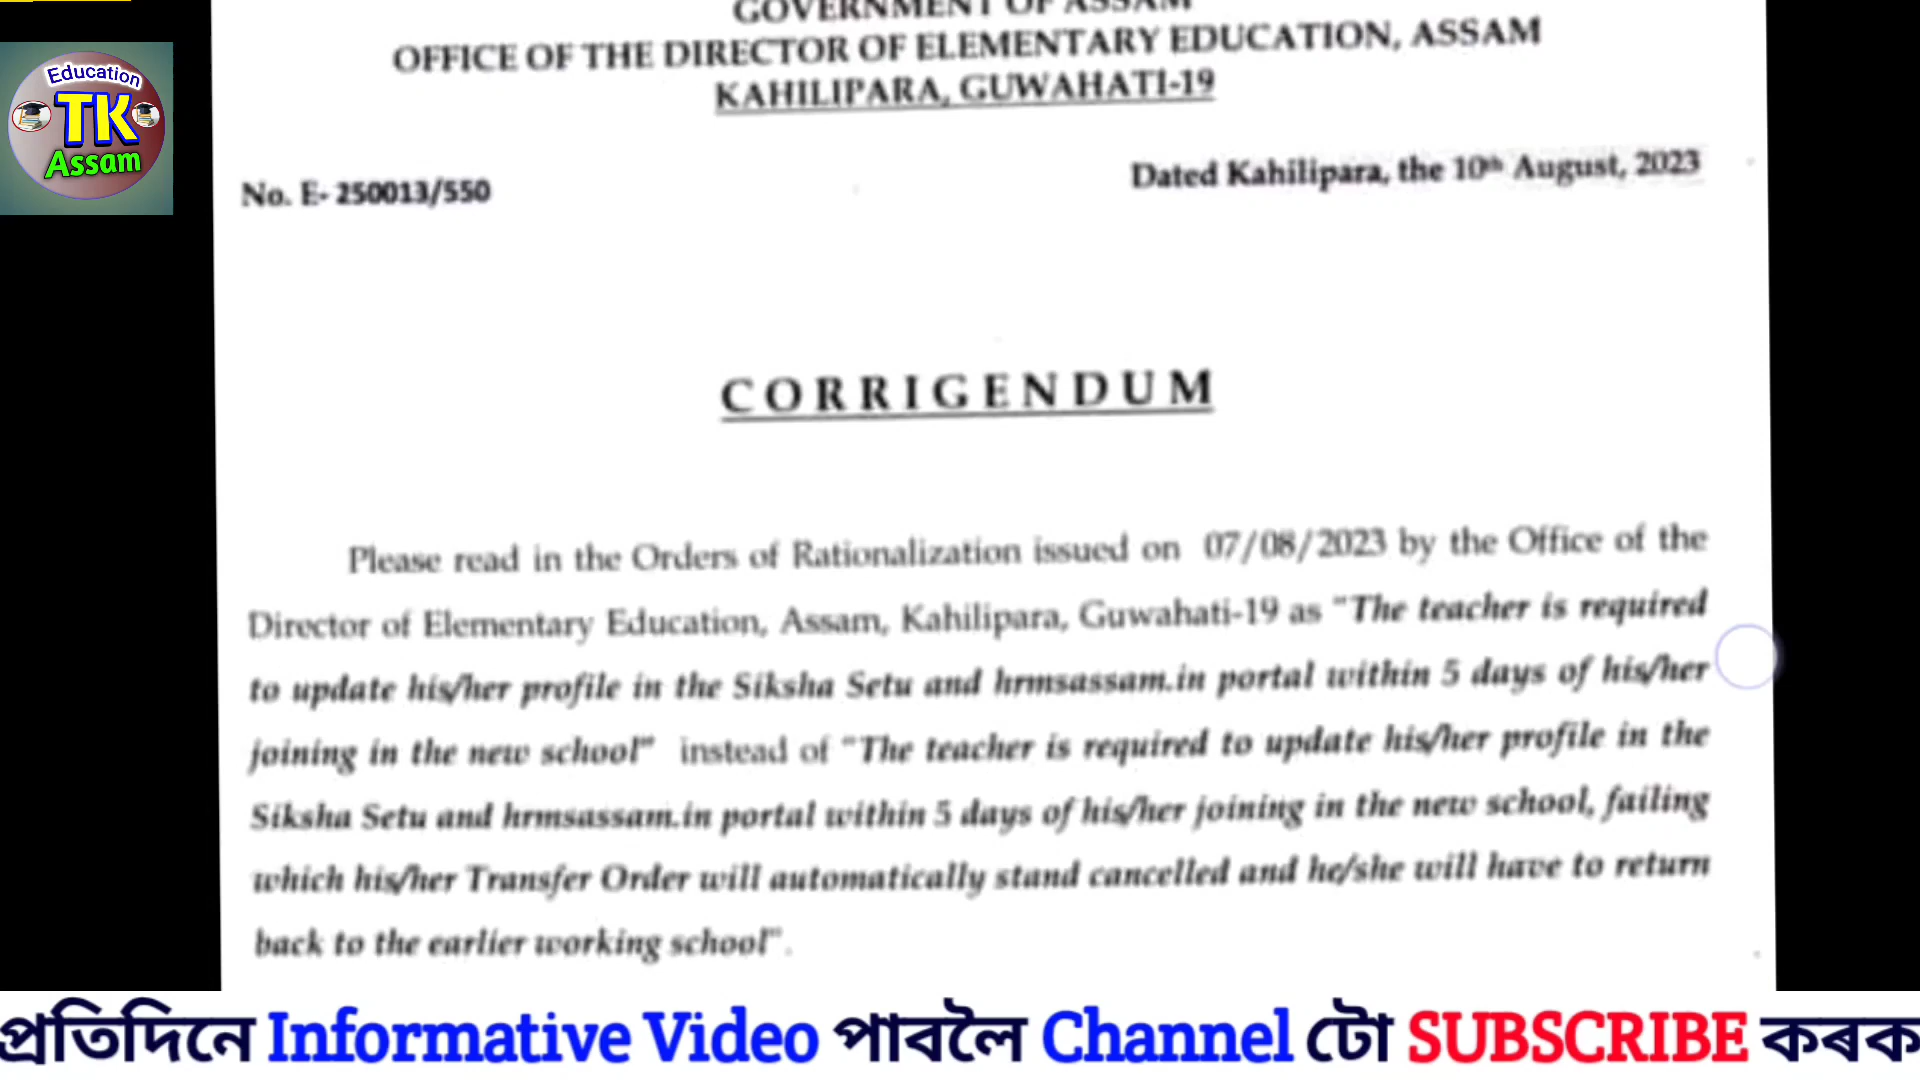 GOVERNMENT OF ASSAM
OFFICE OF THE DIRECTOR OF ELEMENTARY EDUCATION, ASSAM
KAHILIPARA, GUWAHATI-19
Education
TK
Assam
No. E- 250013/550
Dated Kahilipara, the 10th August, 2023
CORRIGENDUM
Please read in the Orders of Rationalization issued on 07/08/2023 by the Office of the
Director of Elementary Education, Assam, Kahilipara, Guwahati-19 as "The teacher is required
to update his/her profile in the Siksha Setu and hrmsassam.in portal within 5 days of his/her
joining in the new school" instead of "The teacher is required to update his/her profile in the
Siksha Setu and hrmsassam.in portal within 5 days of his/her joining in the new school, failing
which his/her Transfer Order will automatically stand cancelled and he/she will have to return
back to the earlier working school".
প্ৰতিদিনে Informative Video পাবলৈ Channel টো SUBSCRIBE কৰক